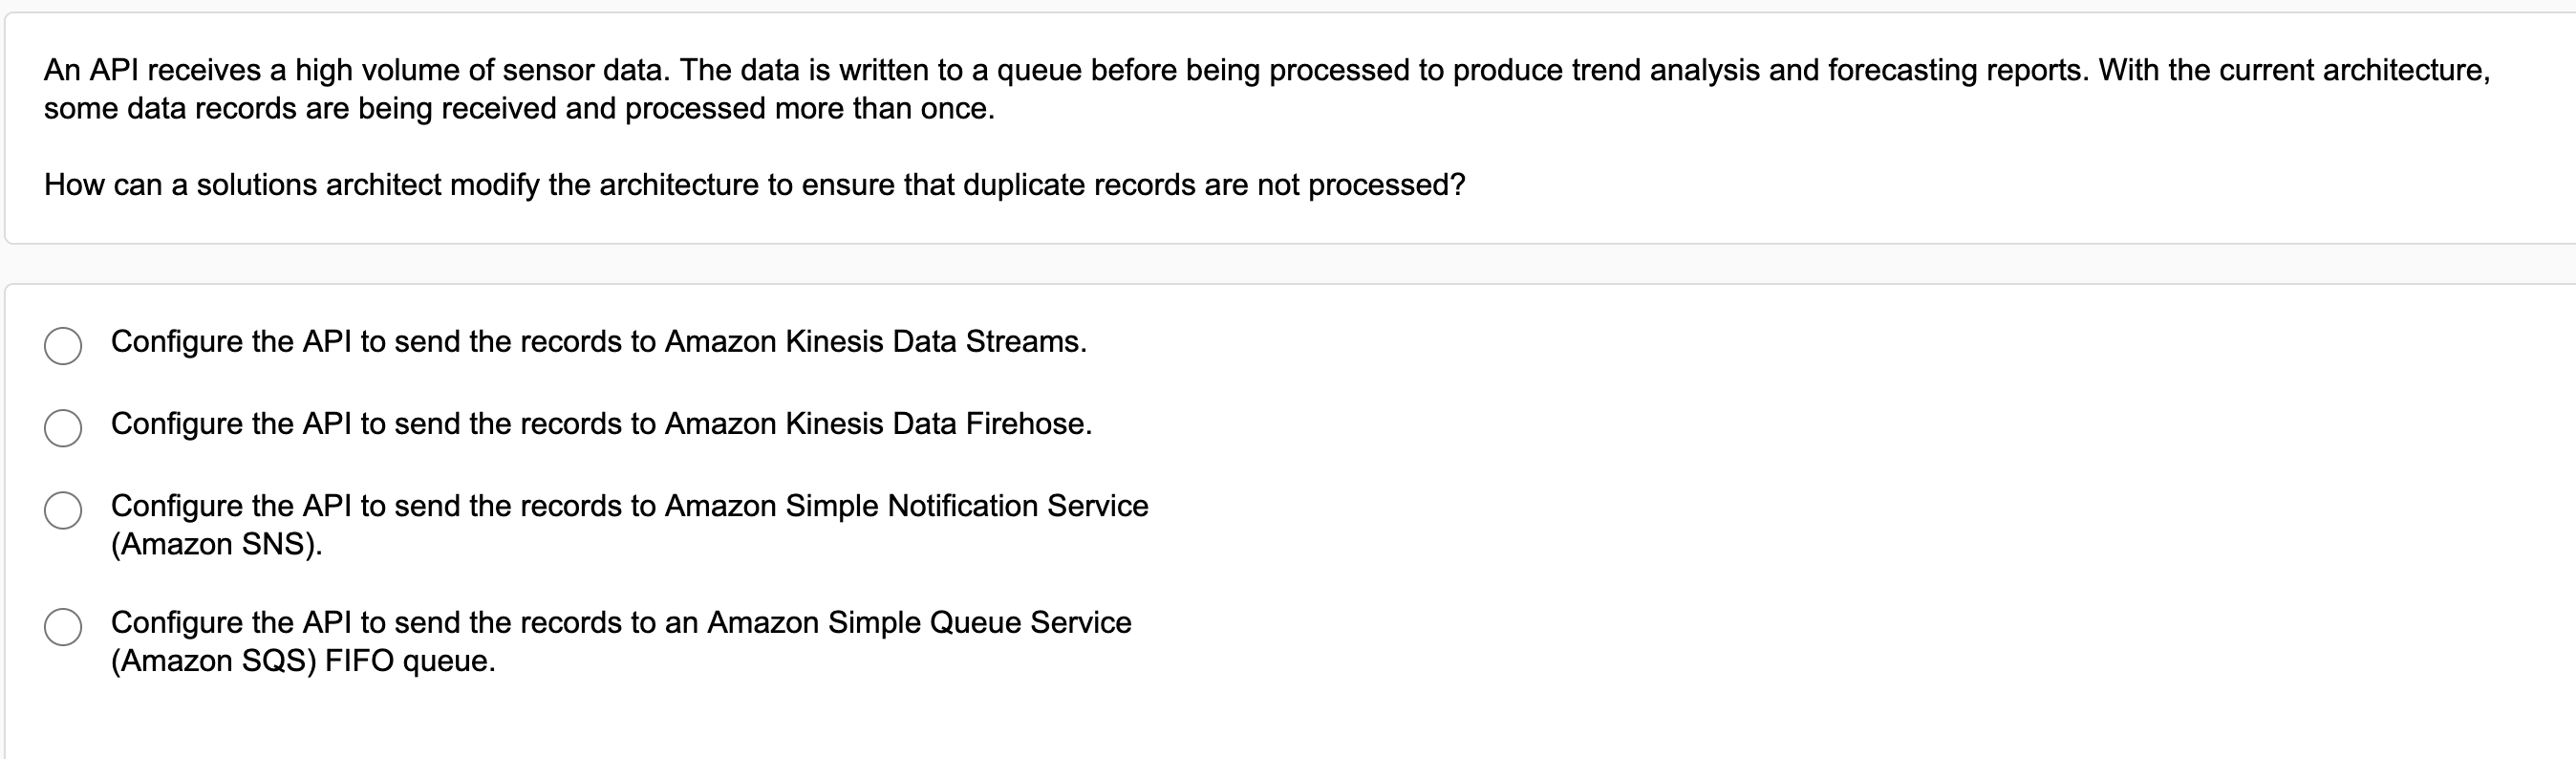 An API receives a high volume of sensor data. The data is written to a queue before being processed to produce trend analysis and forecasting reports. With the current architecture,
some data records are being received and processed more than once.
How can a solutions architect modify the architecture to ensure that duplicate records are not processed?
Configure the API to send the records to Amazon Kinesis Data Streams.
Configure the API to send the records to Amazon Kinesis Data Firehose.
Configure the API to send the records to Amazon Simple Notification Service
(Amazon SNS).
Configure the API to send the records to an Amazon Simple Queue Service
(Amazon SQS) FIFO queue.